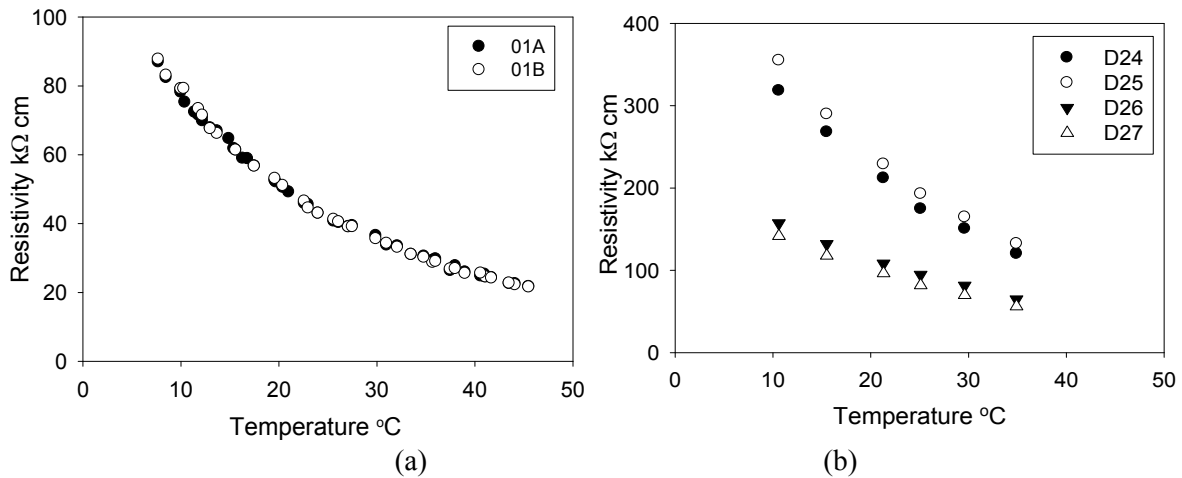 100
80
60
40
20
0
Resistivity kΩ cm
0 10 20 30 40 50
Temperature °C
01A
01B
(a)
400
300
200
100
0
Resistivity kΩ cm
0 10 20 30 40 50
Temperature °C
D24
D25
D26
D27
(b)